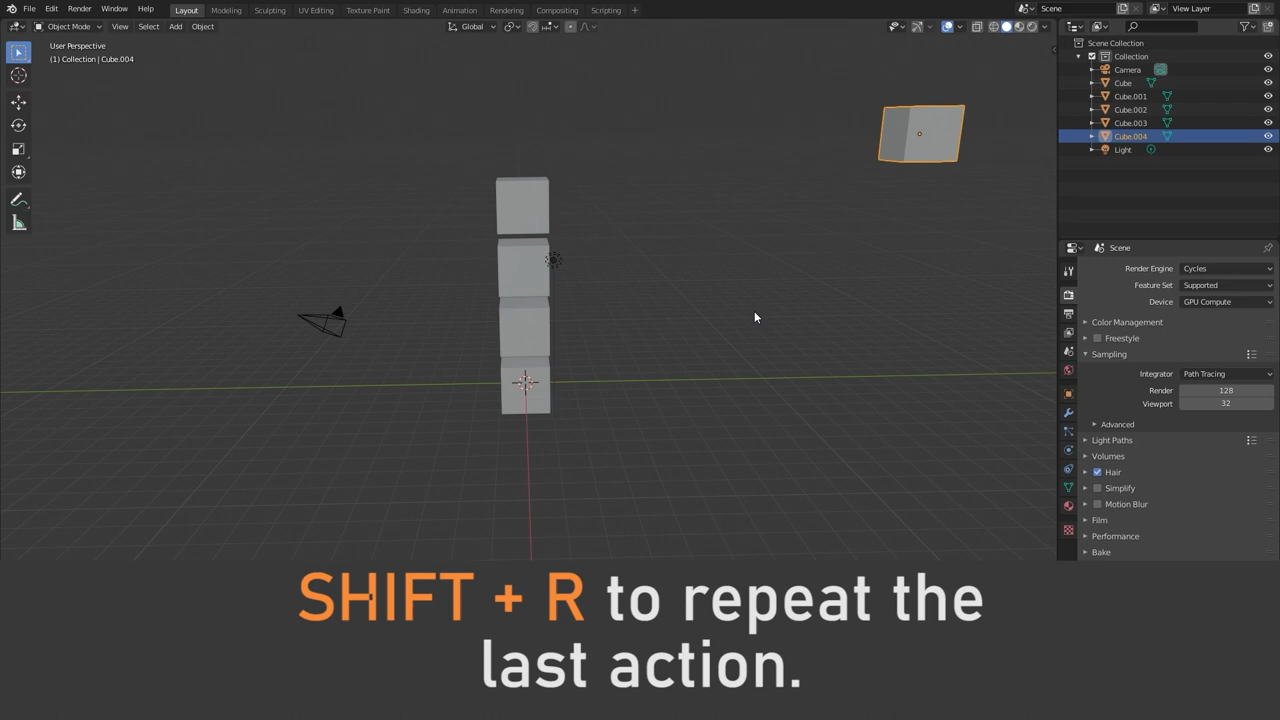 File Edit Render Window Help Layout Modeling Sculpting UV Editing Texture Paint Shading Animation Rendering Compositing Scripting + Scene View Layer
Object Mode View Select Add Object Global
User Perspective
(1) Collection | Cube.004
Scene Collection
Collection
Camera
Cube
Cube.001
Cube.002
Cube.003
Cube.004
Light
Scene
Render Engine Cycles
Feature Set Supported
Device GPU Compute
Color Management
Freestyle
Sampling
Integrator Path Tracing
Render 128
Viewport 32
Advanced
Light Paths
Volumes
Hair
Simplify
Motion Blur
Film
Performance
Bake
SHIFT + R to repeat the
last action.